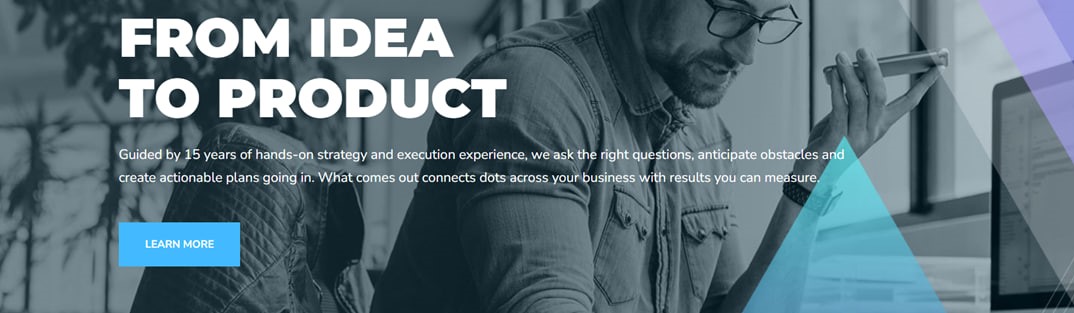 FROM IDEA
TO PRODUCT
Guided by 15 years of hands-on strategy and execution experience, we ask the right questions, anticipate obstacles and
create actionable plans going in. What comes out connects dots across your business with results you can measure.
LEARN MORE